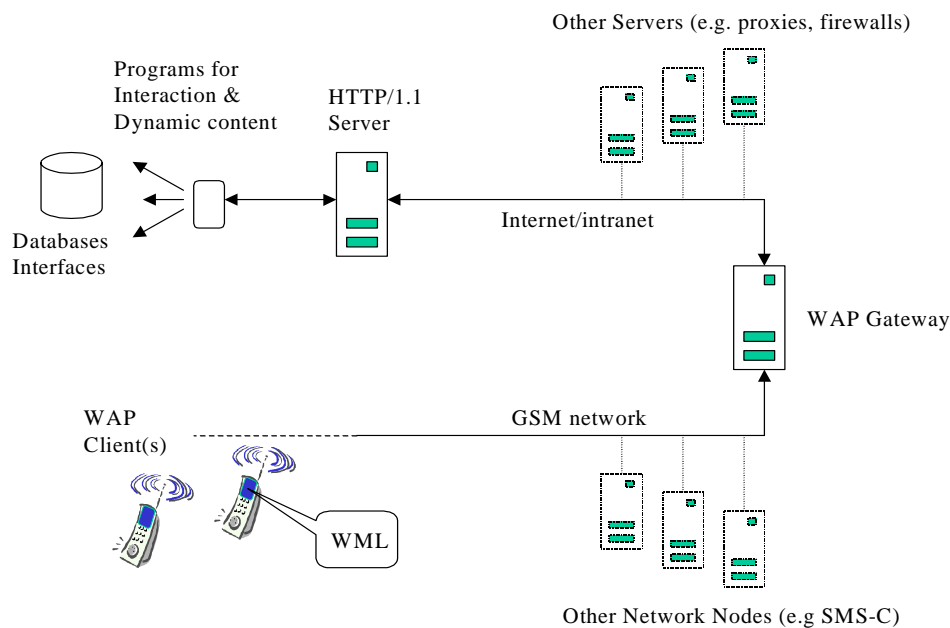 Other Servers (e.g. proxies, firewalls)
Programs for
Interaction &
Dynamic content
HTTP/1.1
Server
Internet/intranet
Databases
Interfaces
WAP Gateway
WAP
Client(s)
GSM network
WML
Other Network Nodes (e.g SMS-C)